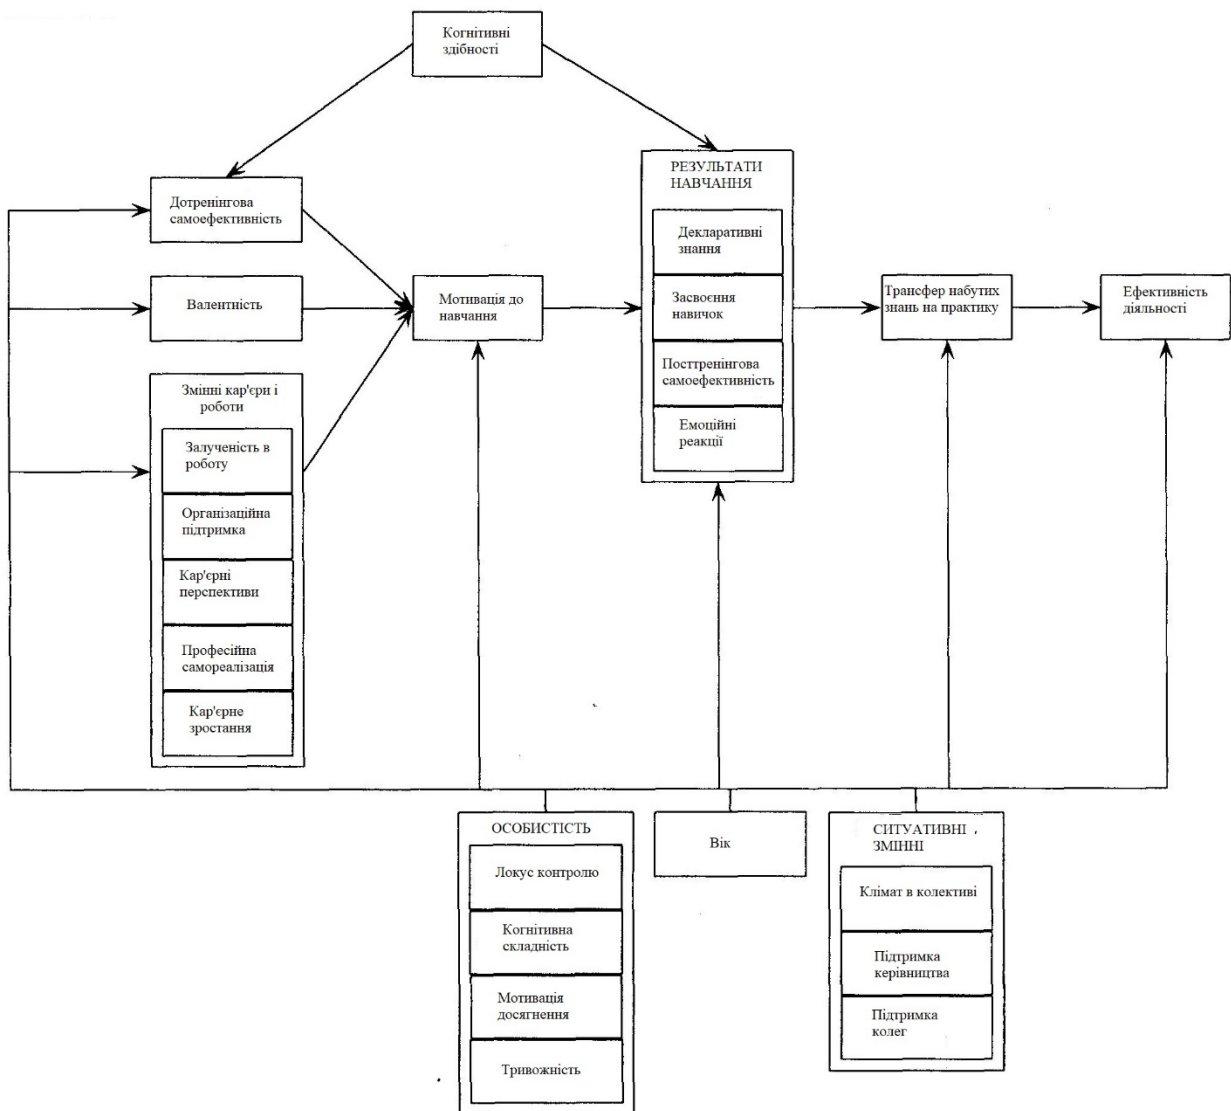 Когнітивні
здібності
РЕЗУЛЬТАТИ
НАВЧАННЯ
Дотренінгова
самоефективність
Декларативні
знання
Валентність
Мотивація до
навчання
Засвоєння
навичок
Трансфер набутих
знань на практику
Ефективність
діяльності
Посттренінгова
самоефективність
Емоційні
реакції
Змінні кар'єри і
роботи
Залученість в
роботу
Організаційна
підтримка
Кар'єрні
перспективи
Професійна
самореалізація
Кар'єрне
зростання
ОСОБИСТІСТЬ
Локус контролю
Когнітивна
складність
Мотивація
досягнення
Тривожність
Вік
СИТУАТИВНІ
ЗМІННІ
Клімат в колективі
Підтримка
керівництва
Підтримка
колег